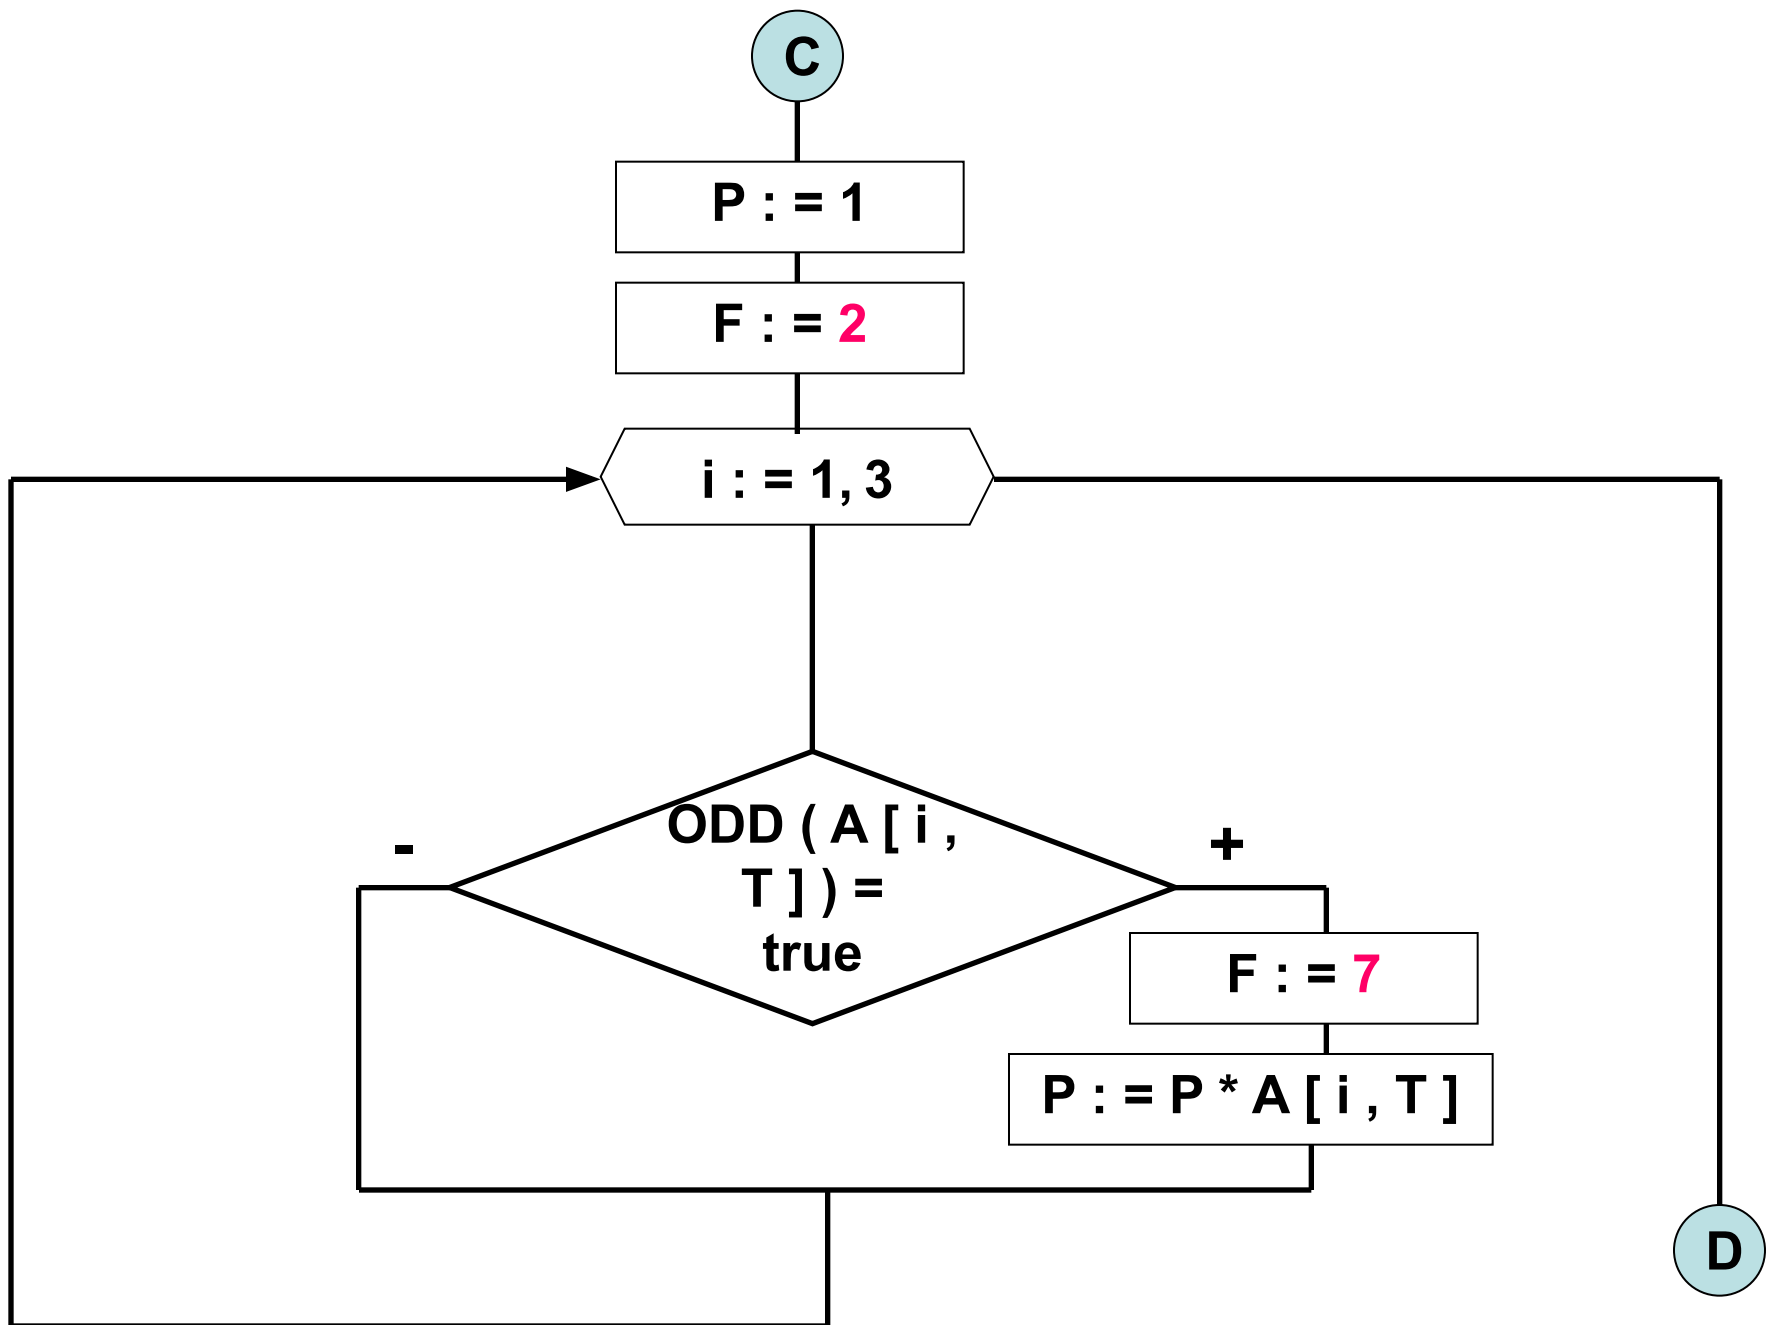 C
P : = 1
F : = 2
i : = 1, 3
ODD ( A [ i ,
T ] ) =
true
-
+
F : = 7
P : = P * A [ i , T ]
D